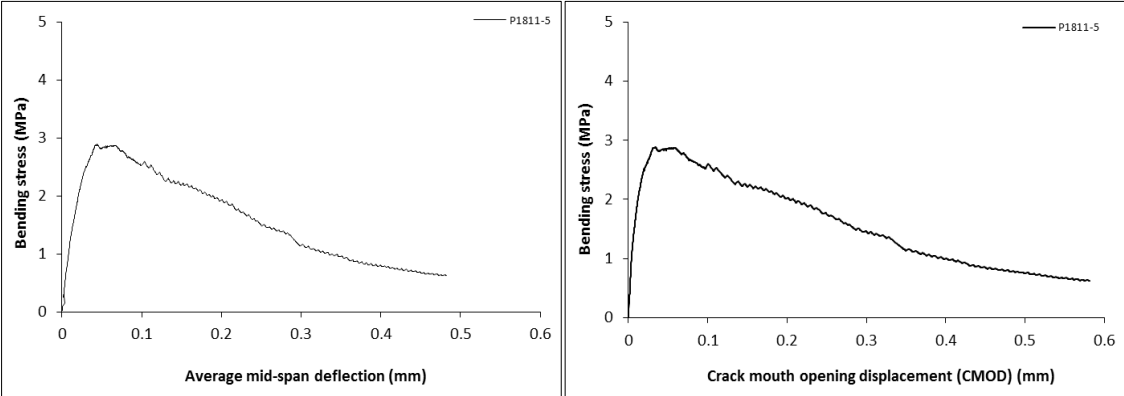 P1811-5
Bending stress (MPa)
5
4
3
2
1
0
0 0.1 0.2 0.3 0.4 0.5 0.6
Average mid-span deflection (mm)
P1811-5
Bending stress (MPa)
5
4
3
2
1
0
0 0.1 0.2 0.3 0.4 0.5 0.6
Crack mouth opening displacement (CMOD) (mm)